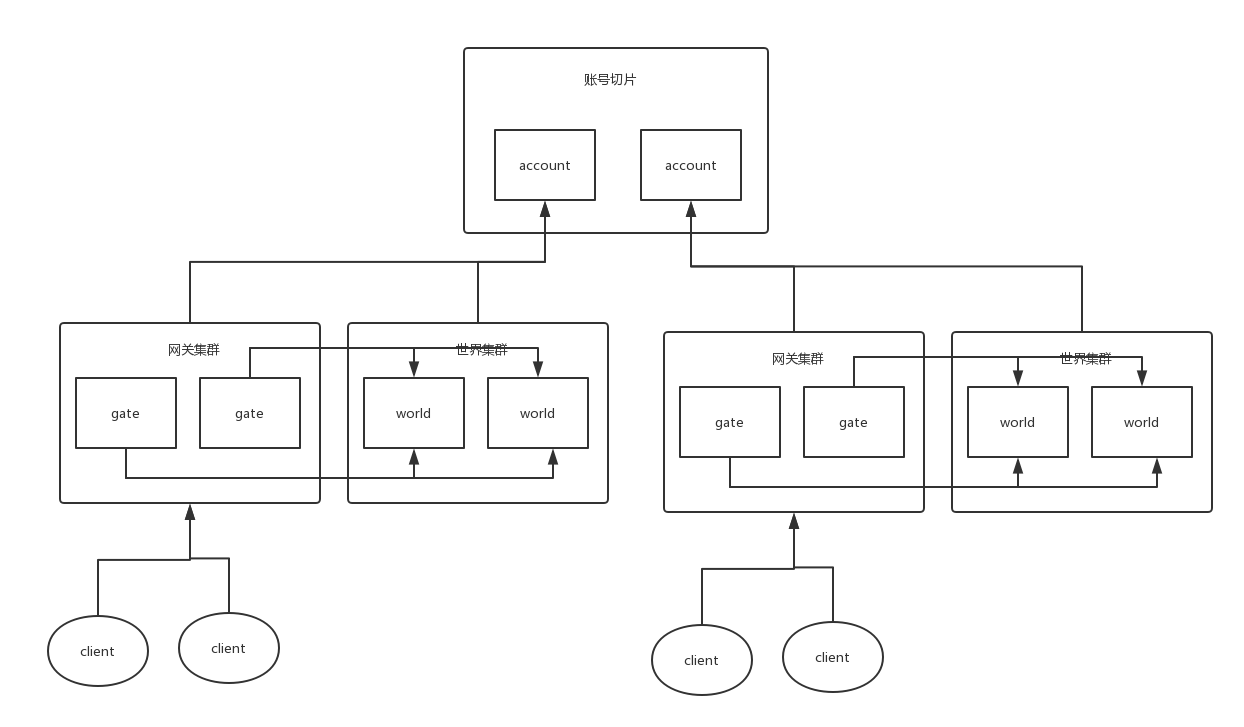 账号切片
account
account
网关集群
世界集群
gate
gate
world
world
网关集群
世界集群
gate
gate
world
world
client
client
client
client